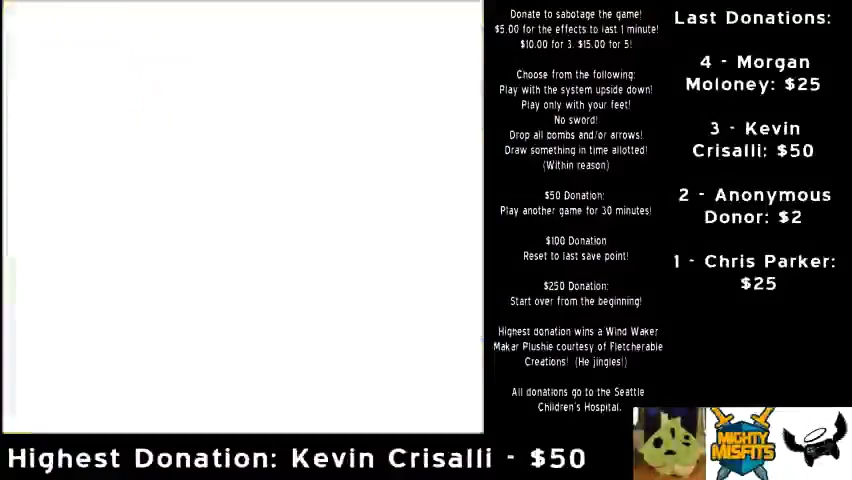 Donate to sabotage the game!
$5.00 for the effects to last 1 minute!
$10.00 for 3. $15.00 for 5!
Choose from the following:
Play with the system upside down!
Play only with your feet!
No sword!
Drop all bombs and/or arrows!
Draw something in time allotted!
(Within reason)
$50 Donation:
Play another game for 30 minutes!
$100 Donation
Reset to last save point!
$250 Donation:
Start over from the beginning!
Highest donation wins a Wind Waker
Makar Plushie courtesy of Fletcherable
Creations! (He jingles!)
All donations go to the Seattle
Children's Hospital.
Last Donations:
4 - Morgan
Moloney: $25
3 - Kevin
Crisalli: $50
2 - Anonymous
Donor: $2
1 - Chris Parker:
$25
MIGHTY
MISFITS
Highest Donation: Kevin Crisalli - $50